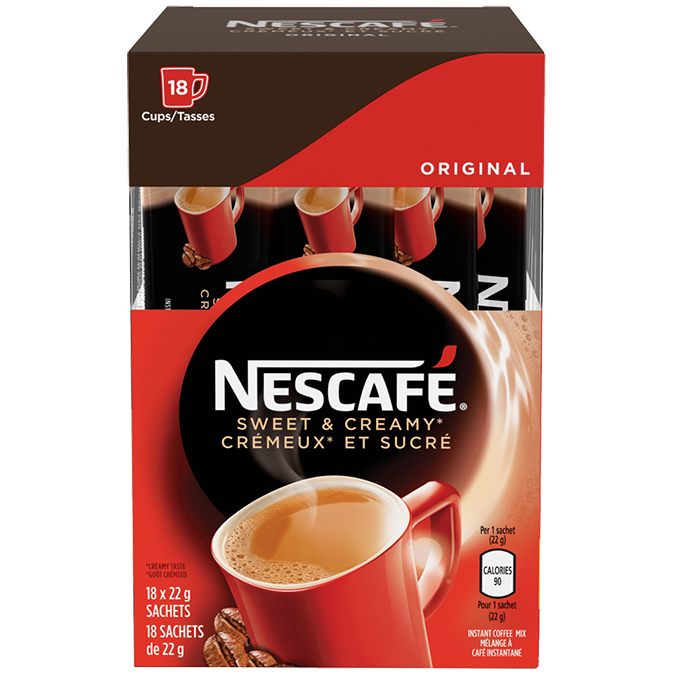 NESCAFÉ
SWEET & CREAMY*
CRÉMEUX* ET SUCRÉ
ORIGINAL
18
Cups/Tasses
ORIGINAL
NESCAFÉ®
SWEET & CREAMY*
CRÉMEUX* ET SUCRÉ
Per 1 sachet
(22 g)
CALORIES
90
Pour 1 sachet
(22 g)
*CREAMY TASTE
*GOÛT CRÉMEUX
18 x 22 g
SACHETS
18 SACHETS
de 22 g
INSTANT COFFEE MIX
MÉLANGE À
CAFÉ INSTANTANÉ